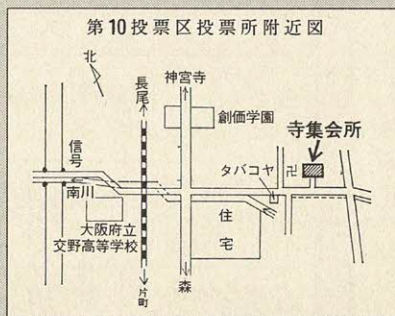 第10投票区投票所附近図
北
長尾
神宮寺
創価学園
寺集会所
信号
タバコヤ
卍
南川
大阪府立
交野高等学校
住宅
片町
森